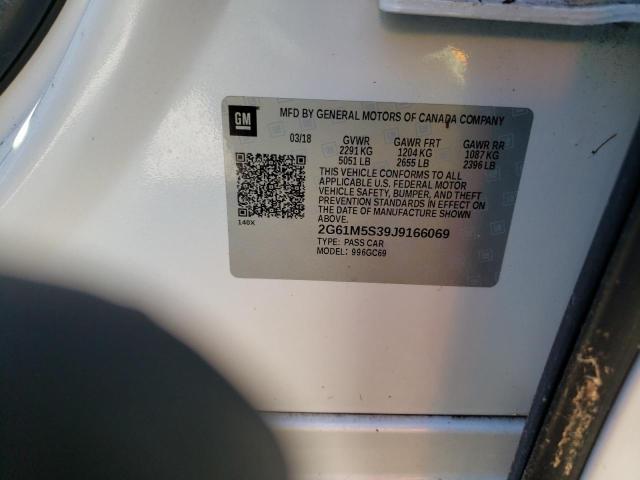 GM
MFD BY GENERAL MOTORS OF CANADA COMPANY
03/18 GVWR GAWR FRT GAWR RR
2291 KG 1204 KG 1087 KG
5051 LB 2655 LB 2396 LB
THIS VEHICLE CONFORMS TO ALL
APPLICABLE U.S. FEDERAL MOTOR
VEHICLE SAFETY, BUMPER, AND THEFT
PREVENTION STANDARDS IN EFFECT ON
THE DATE OF MANUFACTURE SHOWN
ABOVE.
140X
2G61M5S39J9166069
TYPE: PASS CAR
MODEL: 996GC69